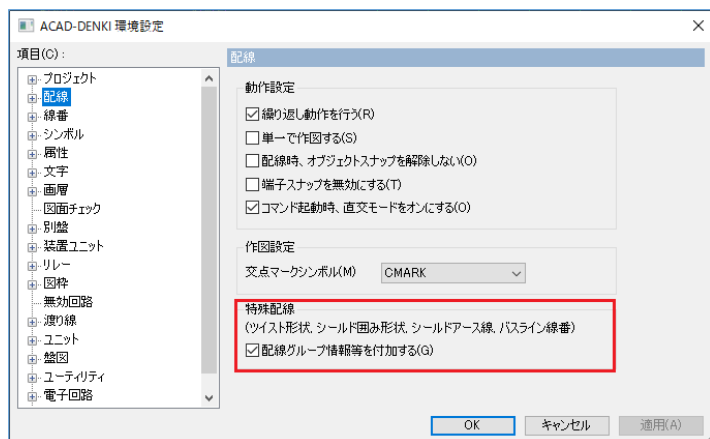 ACAD-DENKI 環境設定
項目(C):
プロジェクト
配線
線番
シンボル
属性
文字
画層
図面チェック
別盤
装置ユニット
リレー
図枠
無効回路
渡り線
ユニット
盤図
ユーティリティ
電子回路
配線
動作設定
繰り返し動作を行う(R)
単一で作図する(S)
配線時、オブジェクトスナップを解除しない(O)
端子スナップを無効にする(T)
コマンド起動時、直交モードをオンにする(O)
作図設定
交点マークシンボル(M) CMARK
特殊配線
(ツイスト形状, シールド囲み形状, シールドアース線, バスライン線番)
配線グループ情報等を付加する(G)
OK キャンセル 適用(A)